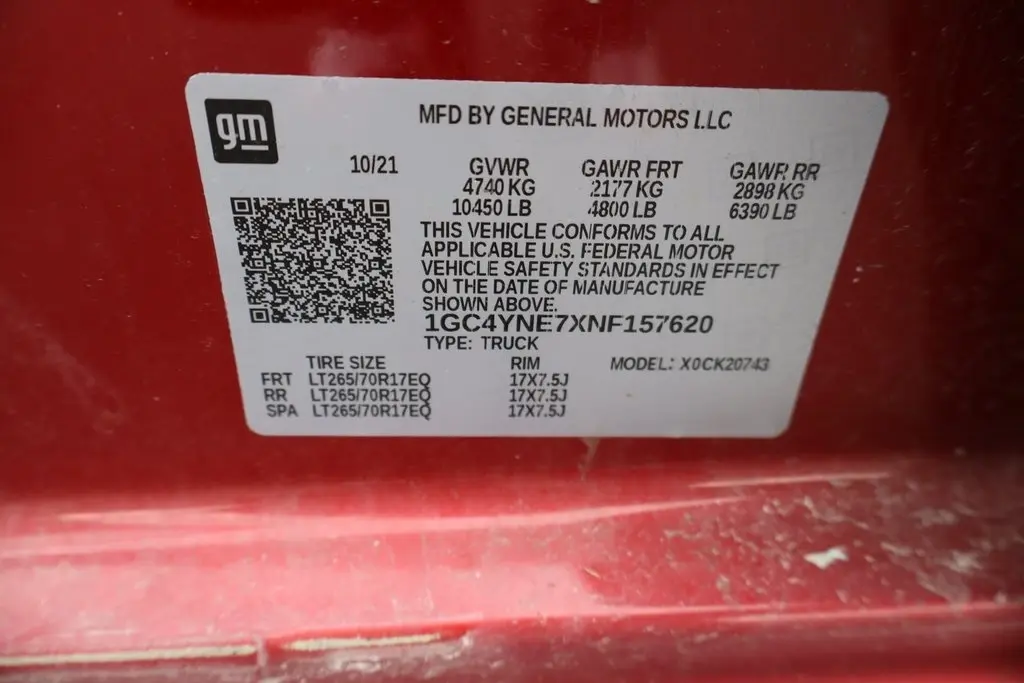 gm
MFD BY GENERAL MOTORS LLC
10/21 GVWR GAWR FRT GAWR RR
4740 KG 2177 KG 2898 KG
10450 LB 4800 LB 6390 LB
THIS VEHICLE CONFORMS TO ALL
APPLICABLE U.S. FEDERAL MOTOR
VEHICLE SAFETY STANDARDS IN EFFECT
ON THE DATE OF MANUFACTURE
SHOWN ABOVE.
1GC4YNE7XNF157620
TYPE: TRUCK
TIRE SIZE RIM MODEL: X0CK20743
FRT LT265/70R17EQ 17X7.5J
RR LT265/70R17EQ 17X7.5J
SPA LT265/70R17EQ 17X7.5J